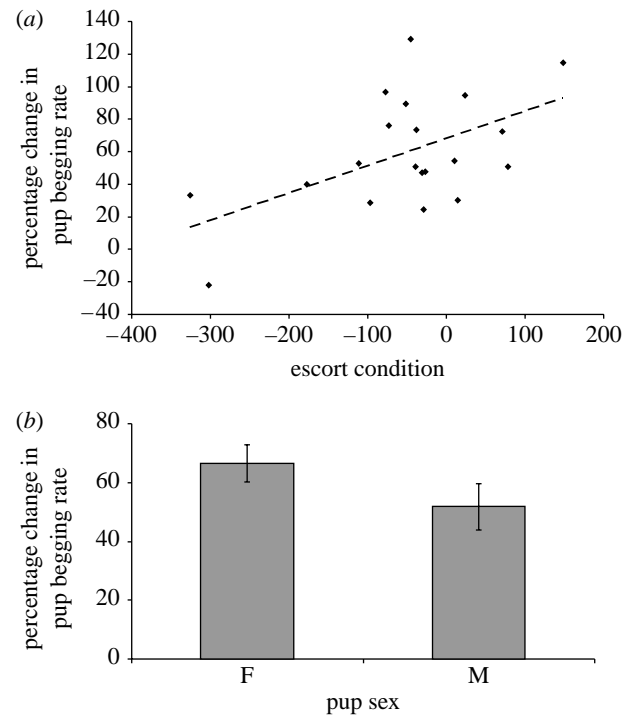 (a)
percentage change in
pup begging rate
140
120
100
80
60
40
20
0
−20
−40
−400 −300 −200 −100 0 100 200
escort condition
(b)
percentage change in
pup begging rate
80
60
40
20
0
F M
pup sex